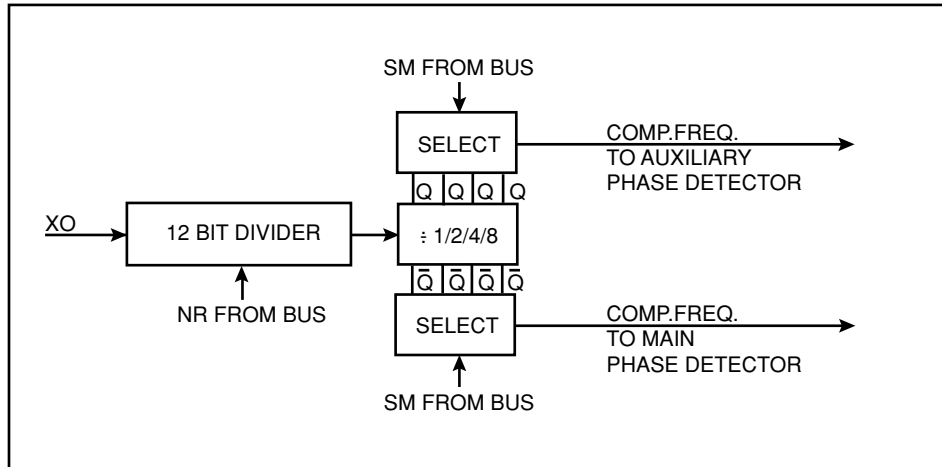 SM FROM BUS
SELECT
COMP.FREQ.
TO AUXILIARY
PHASE DETECTOR
Q Q Q Q
XO
12 BIT DIVIDER
÷ 1/2/4/8
Q̅ Q̅ Q̅ Q̅
NR FROM BUS
SELECT
COMP.FREQ.
TO MAIN
PHASE DETECTOR
SM FROM BUS